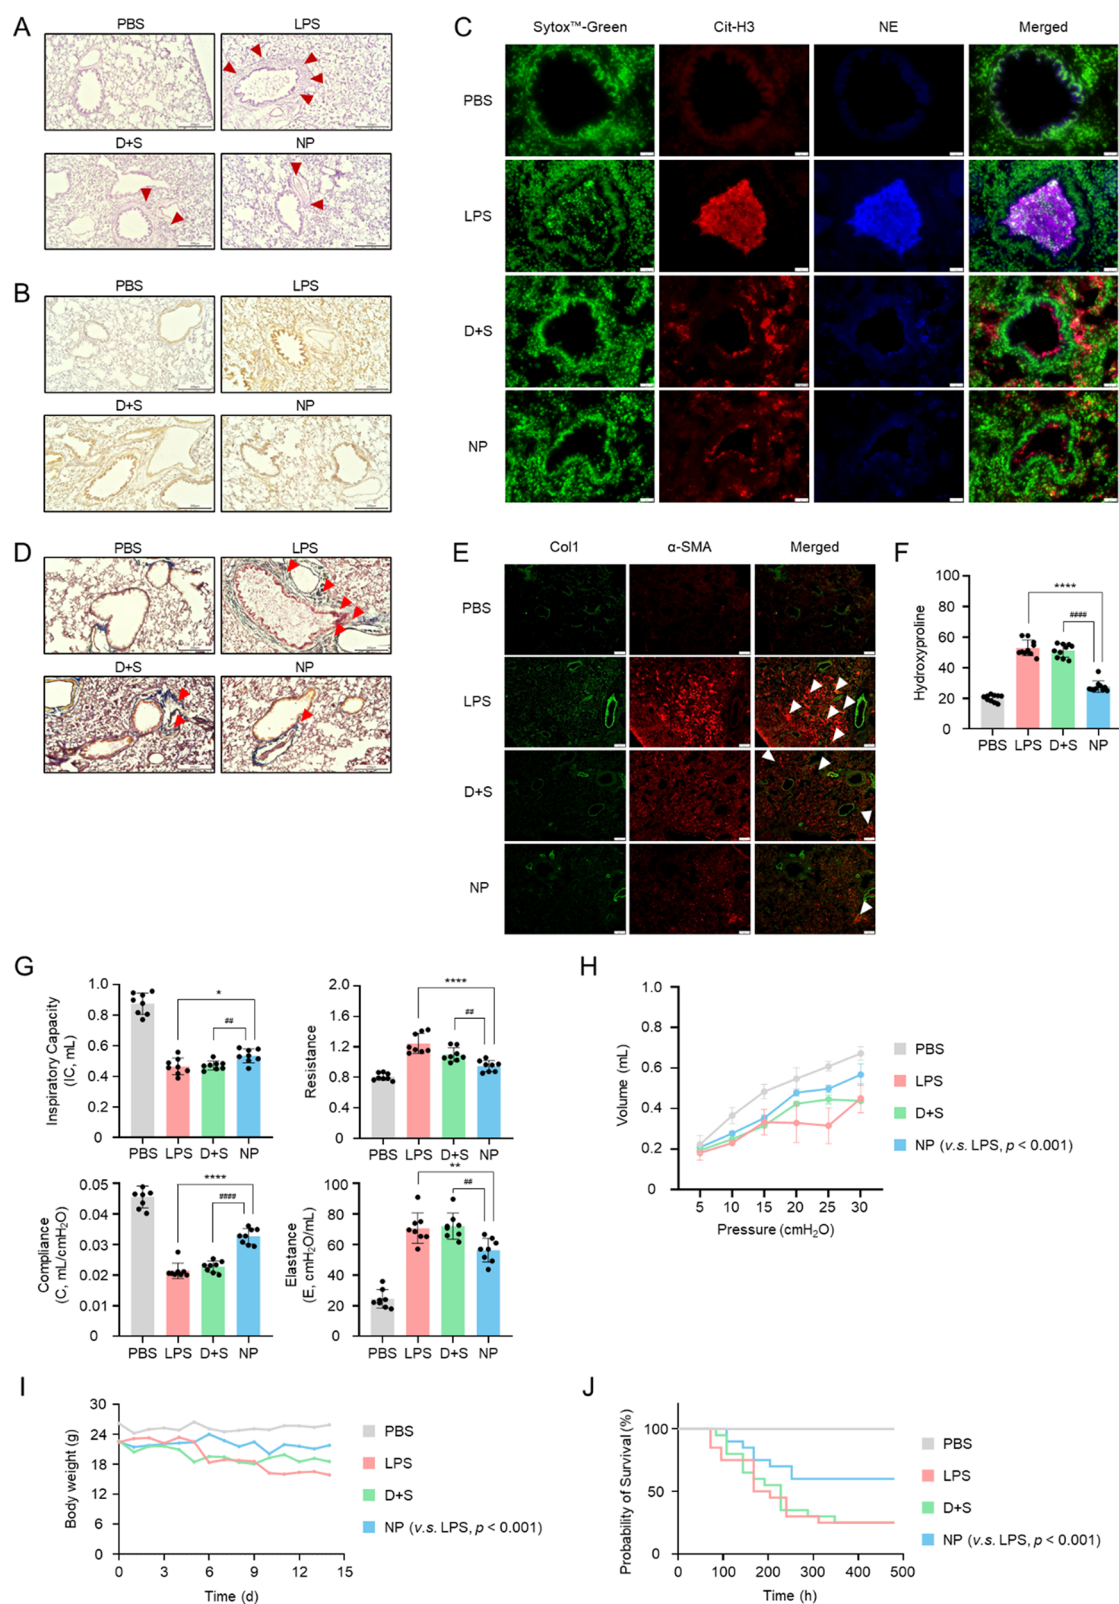 A
PBS
LPS
D+S
NP
B
PBS
LPS
D+S
NP
C
Sytox™-Green
Cit-H3
NE
Merged
PBS
LPS
D+S
NP
D
PBS
LPS
D+S
NP
E
Col1
α-SMA
Merged
PBS
LPS
D+S
NP
F
Hydroxyproline
100
80
60
40
20
0
****
####
PBS LPS D+S NP
G
Inspiratory Capacity
(IC, mL)
1.0
0.8
0.6
0.4
0.2
0
*
##
PBS LPS D+S NP
Resistance
2.0
1.6
1.2
0.8
0.4
0
****
##
PBS LPS D+S NP
Compliance
(C, mL/cmH₂O)
0.05
0.04
0.03
0.02
0.01
0
****
####
PBS LPS D+S NP
Elastance
(E, cmH₂O/mL)
100
80
60
40
20
0
**
##
PBS LPS D+S NP
H
Volume (mL)
1.0
0.8
0.6
0.4
0.2
0
5 10 15 20 25 30
Pressure (cmH₂O)
PBS
LPS
D+S
NP (v.s. LPS, p < 0.001)
I
Body weight (g)
30
24
18
12
6
0
0 3 6 9 12 15
Time (d)
PBS
LPS
D+S
NP (v.s. LPS, p < 0.001)
J
Probability of Survival (%)
100
50
0
0 100 200 300 400 500
Time (h)
PBS
LPS
D+S
NP (v.s. LPS, p < 0.001)